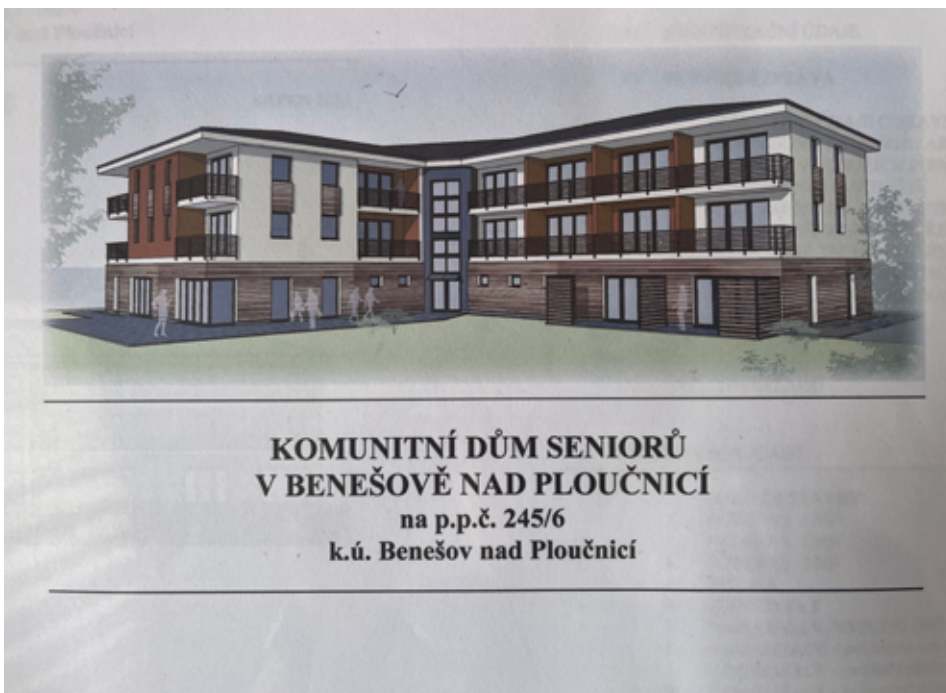 KOMUNITNÍ DŮM SENIORŮ
V BENEŠOVĚ NAD PLOUČNICÍ
na p.p.č. 245/6
k.ú. Benešov nad Ploučnicí